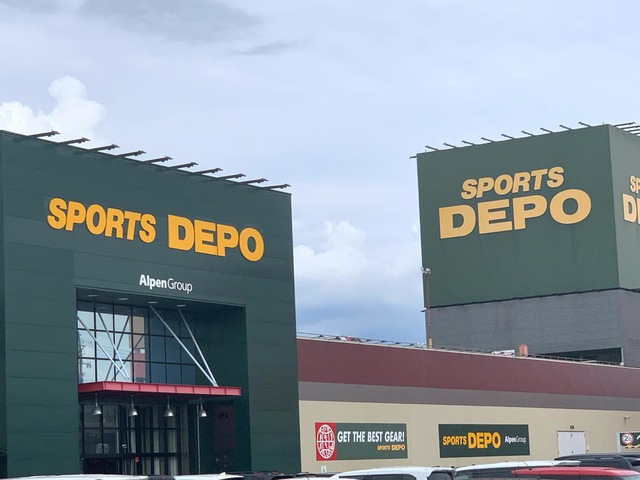 SPORTS DEPO
AlpenGroup
SPORTS
DEPO
GET THE BEST GEAR!
SPORTS DEPO
SPORTS DEPO AlpenGroup